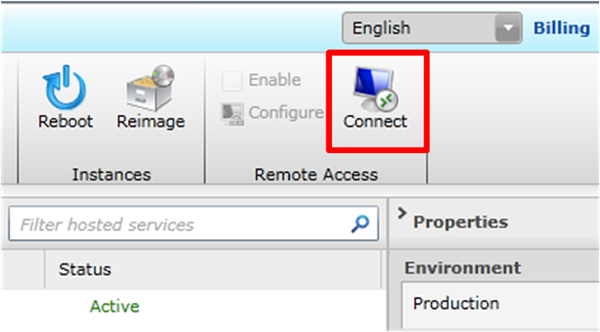 English Billing
Enable
Configure
Reboot Reimage Connect
Instances Remote Access
Filter hosted services
Properties
Status
Environment
Active
Production